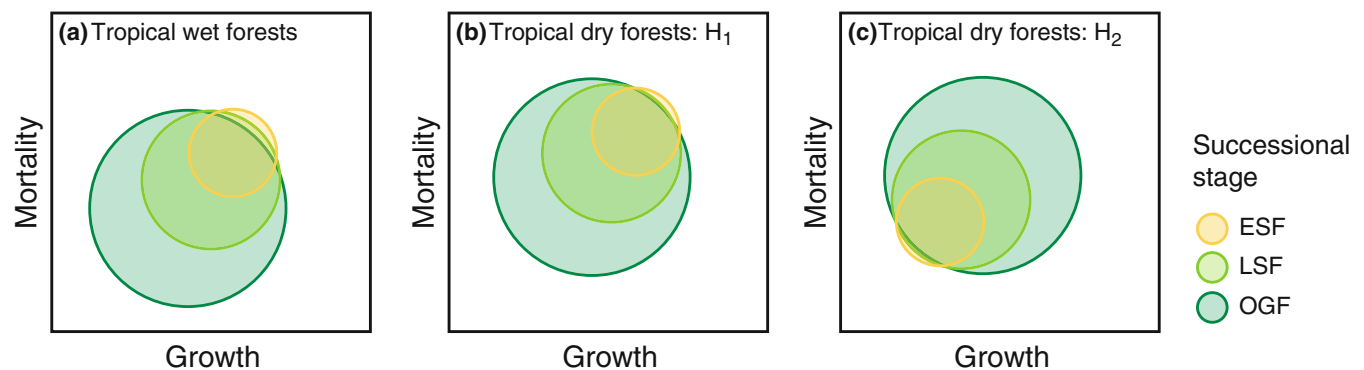 (a) Tropical wet forests
Mortality
Growth
(b) Tropical dry forests: H1
Mortality
Growth
(c) Tropical dry forests: H2
Mortality
Growth
Successional
stage
ESF
LSF
OGF